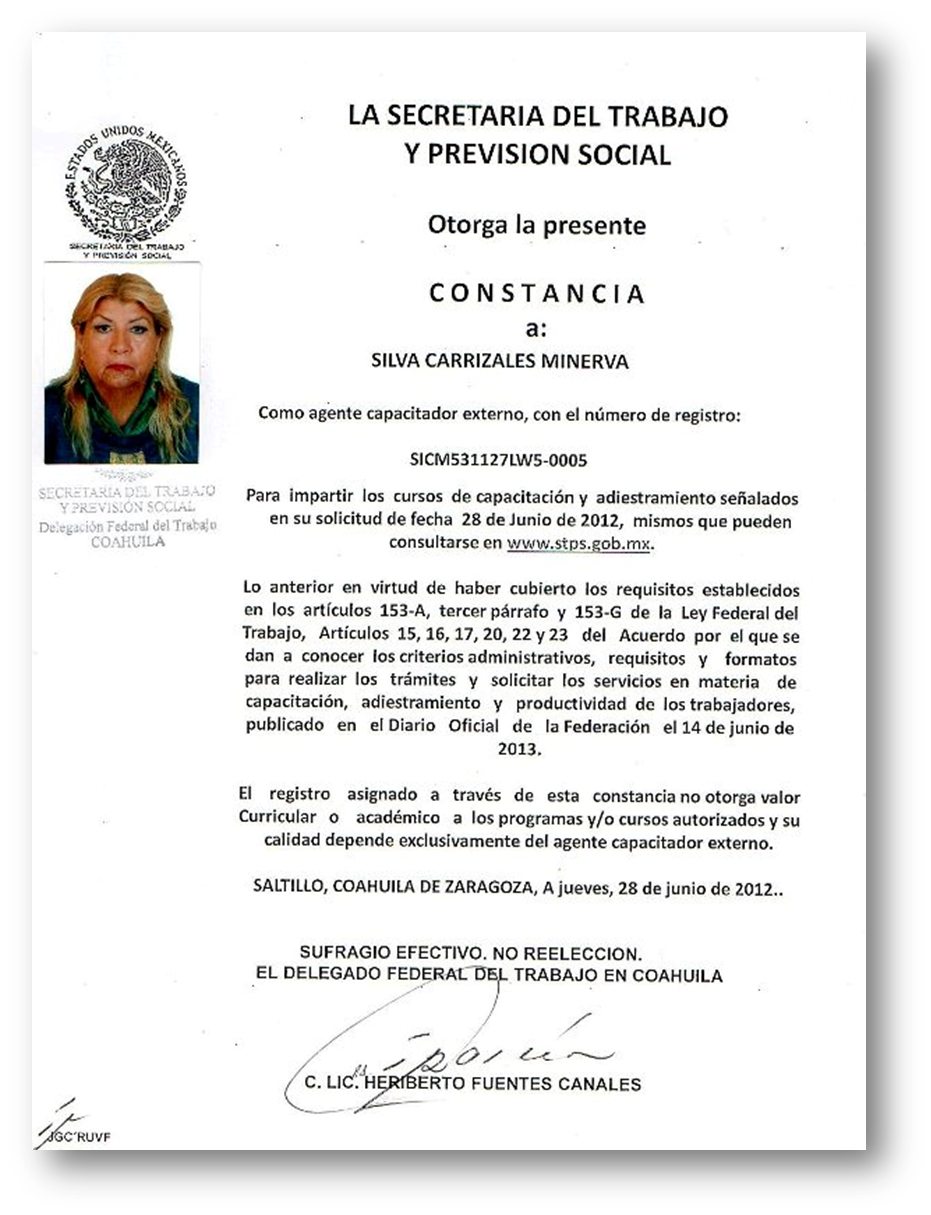 LA SECRETARIA DEL TRABAJO
Y PREVISION SOCIAL
ESTADOS UNIDOS MEXICANOS
SECRETARIA DEL TRABAJO
Y PREVISIÓN SOCIAL
Otorga la presente
CONSTANCIA
a:
SILVA CARRIZALES MINERVA
Como agente capacitador externo, con el número de registro:
SICM531127LW5-0005
SECRETARIA DEL TRABAJO
Y PREVISIÓN SOCIAL
Delegación Federal del Trabajo
COAHUILA
Para impartir los cursos de capacitación y adiestramiento señalados
en su solicitud de fecha 28 de Junio de 2012, mismos que pueden
consultarse en www.stps.gob.mx.
Lo anterior en virtud de haber cubierto los requisitos establecidos
en los artículos 153-A, tercer párrafo y 153-G de la Ley Federal del
Trabajo, Artículos 15, 16, 17, 20, 22 y 23 del Acuerdo por el que se
dan a conocer los criterios administrativos, requisitos y formatos
para realizar los trámites y solicitar los servicios en materia de
capacitación, adiestramiento y productividad de los trabajadores,
publicado en el Diario Oficial de la Federación el 14 de junio de
2013.
El registro asignado a través de esta constancia no otorga valor
Curricular o académico a los programas y/o cursos autorizados y su
calidad depende exclusivamente del agente capacitador externo.
SALTILLO, COAHUILA DE ZARAGOZA, A jueves, 28 de junio de 2012..
SUFRAGIO EFECTIVO. NO REELECCION.
EL DELEGADO FEDERAL DEL TRABAJO EN COAHUILA
C. LIC. HERIBERTO FUENTES CANALES
JGC'RUVF